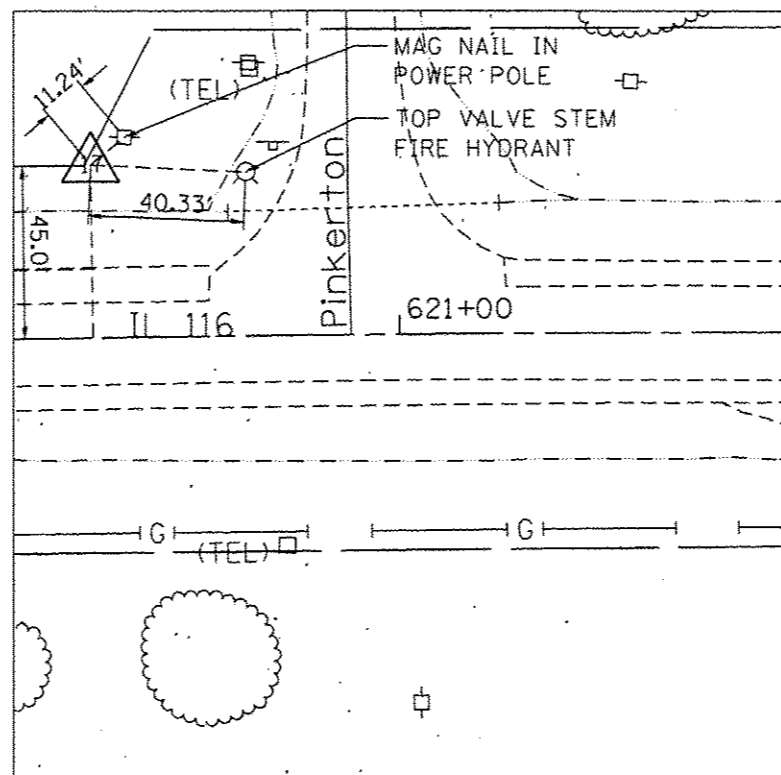 MAG NAIL IN
POWER POLE
11.24'
(TEL)
TOP VALVE STEM
FIRE HYDRANT
40.33'
45.0'
Pinkerton
IL 116
621+00
G
G
(TEL)